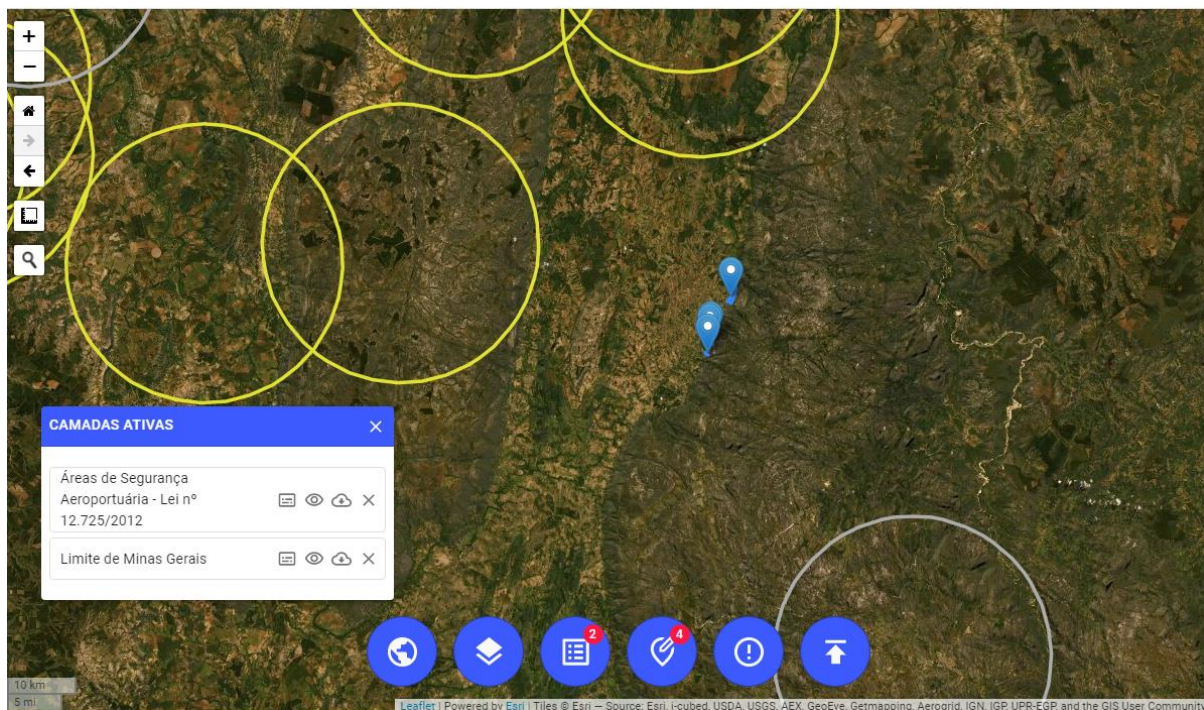 +
−
CAMADAS ATIVAS
Áreas de Segurança
Aeroportuária - Lei nº
12.725/2012
Limite de Minas Gerais
2
4
10 km
5 mi
Leaflet | Powered by Esri | Tiles © Esri — Source: Esri, i-cubed, USDA, USGS, AEX, GeoEye, Getmapping, Aerogrid, IGN, IGP, UPR-EGP, and the GIS User Communit